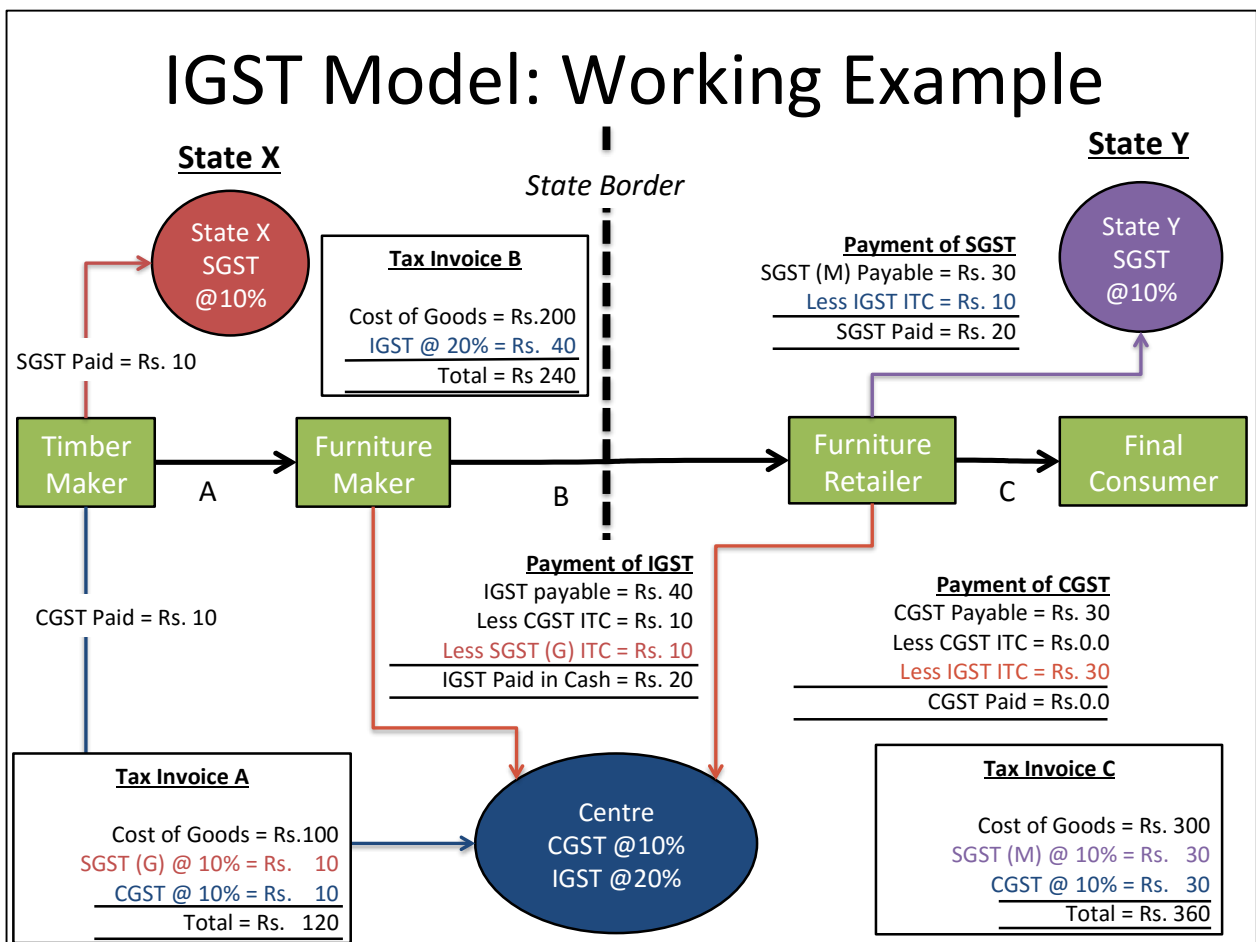 IGST Model: Working Example
State X
State Border
State Y
State X
SGST
@10%
Tax Invoice B
Cost of Goods = Rs.200
IGST @ 20% = Rs. 40
Total = Rs 240
Payment of SGST
SGST (M) Payable = Rs. 30
Less IGST ITC = Rs. 10
SGST Paid = Rs. 20
State Y
SGST
@10%
SGST Paid = Rs. 10
Timber
Maker
A
Furniture
Maker
B
Furniture
Retailer
C
Final
Consumer
CGST Paid = Rs. 10
Payment of IGST
IGST payable = Rs. 40
Less CGST ITC = Rs. 10
Less SGST (G) ITC = Rs. 10
IGST Paid in Cash = Rs. 20
Payment of CGST
CGST Payable = Rs. 30
Less CGST ITC = Rs.0.0
Less IGST ITC = Rs. 30
CGST Paid = Rs.0.0
Tax Invoice A
Cost of Goods = Rs.100
SGST (G) @ 10% = Rs. 10
CGST @ 10% = Rs. 10
Total = Rs. 120
Centre
CGST @10%
IGST @20%
Tax Invoice C
Cost of Goods = Rs. 300
SGST (M) @ 10% = Rs. 30
CGST @ 10% = Rs. 30
Total = Rs. 360